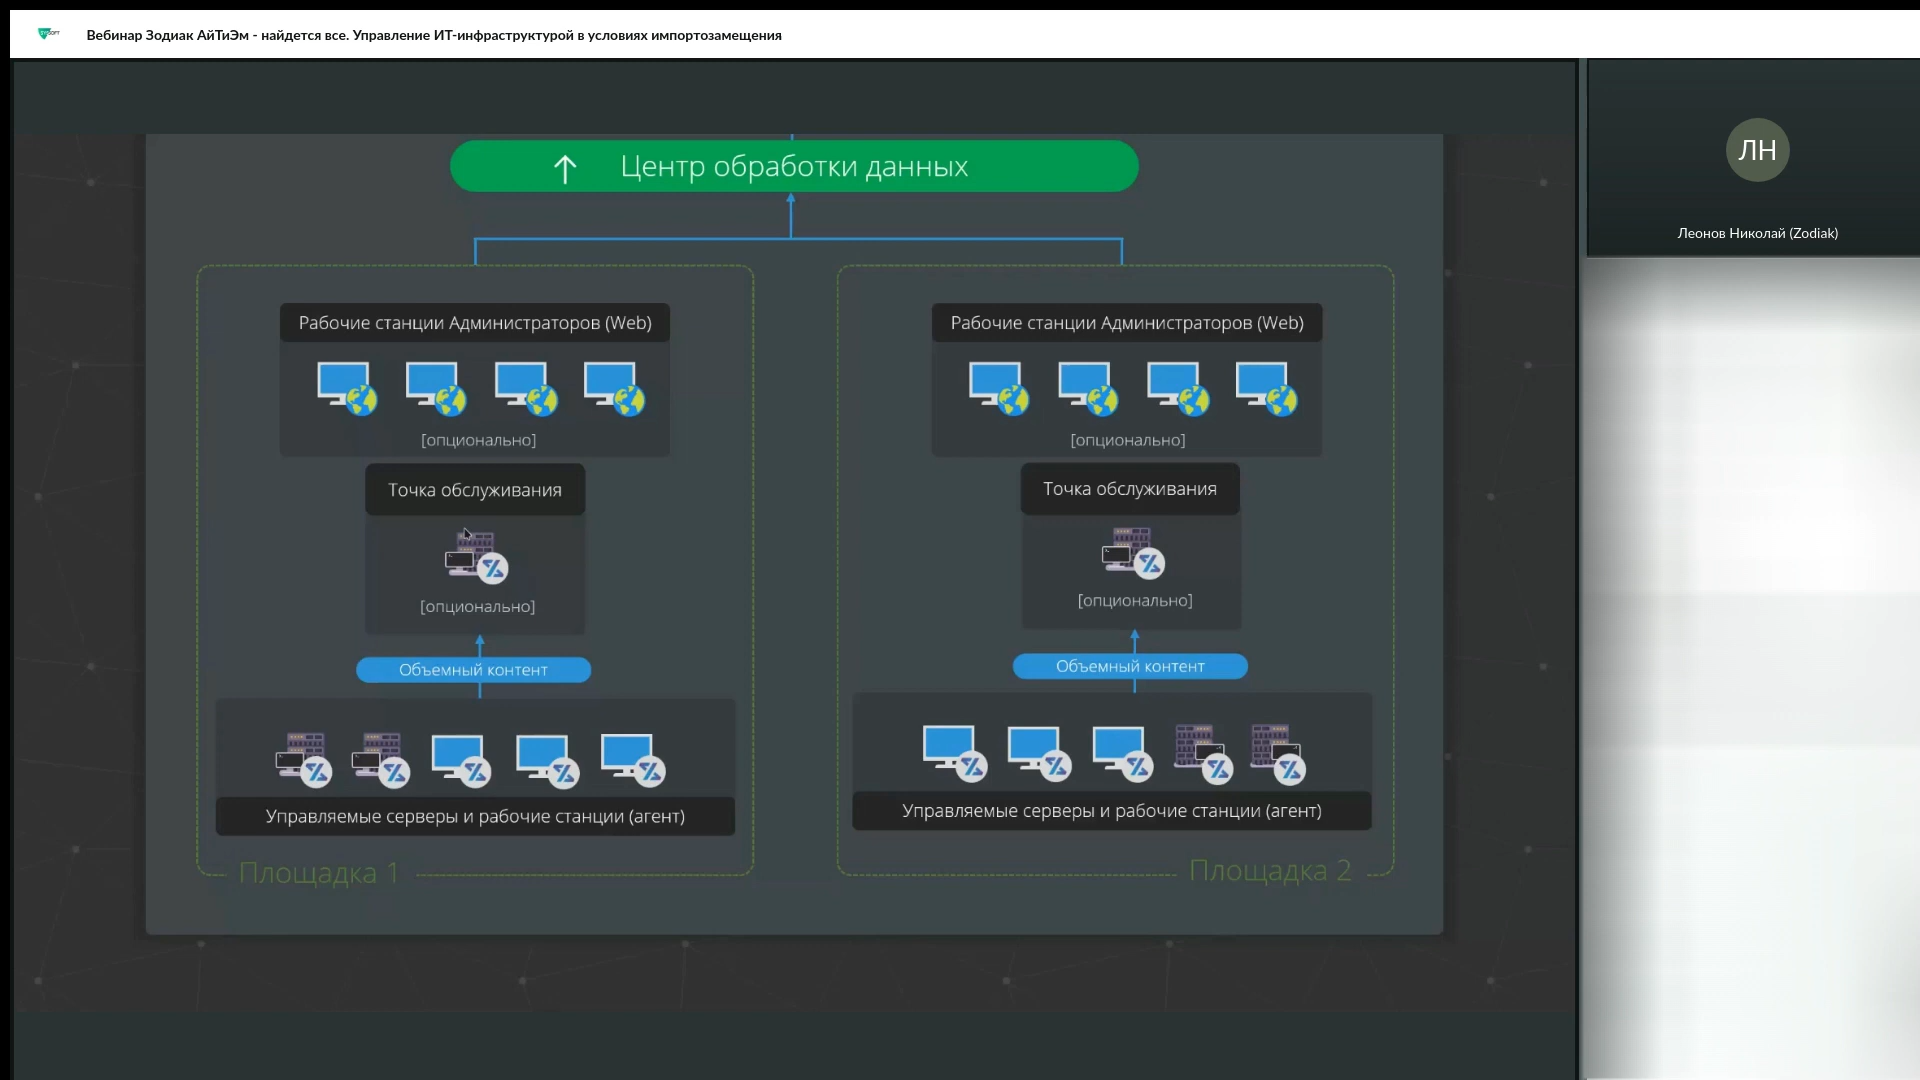 Вебинар Зодиак АйТиЭм - найдется все. Управление ИТ-инфраструктурой в условиях импортозамещения
ЛН
Леонов Николай (Zodiak)
Центр обработки данных
Рабочие станции Администраторов (Web)
[опционально]
Точка обслуживания
[опционально]
Объемный контент
Управляемые серверы и рабочие станции (агент)
Площадка 1
Рабочие станции Администраторов (Web)
[опционально]
Точка обслуживания
[опционально]
Объемный контент
Управляемые серверы и рабочие станции (агент)
Площадка 2